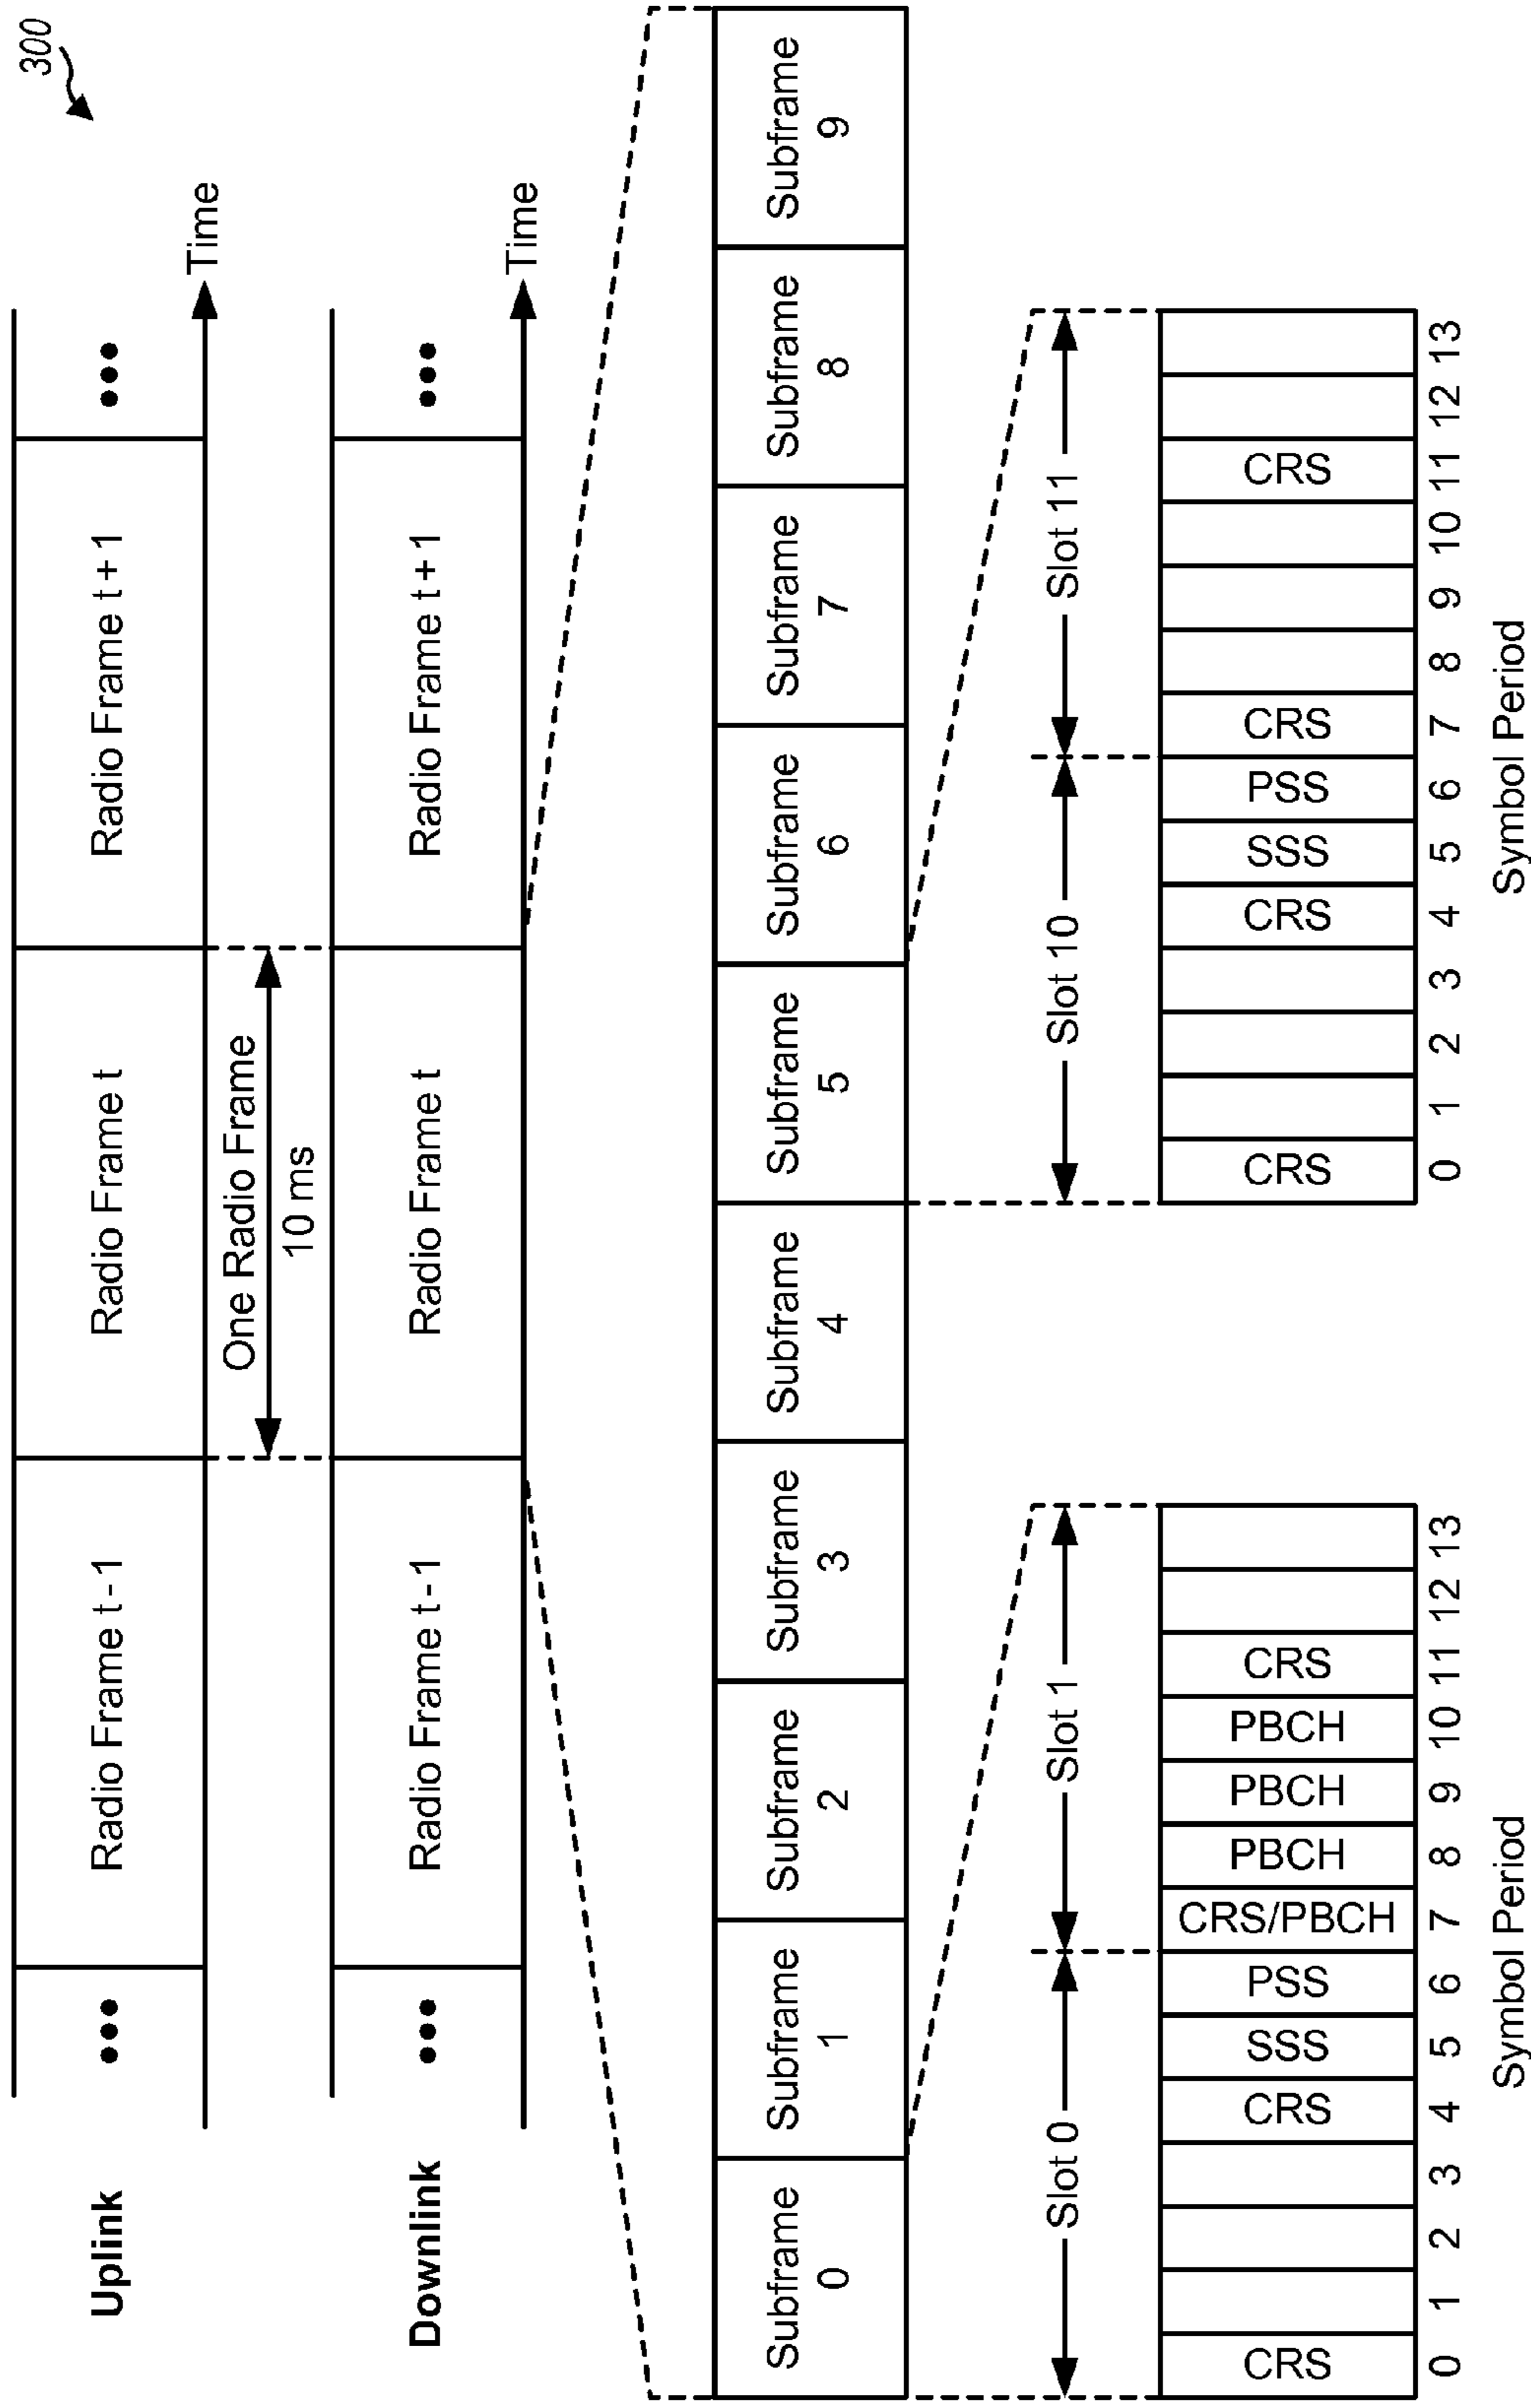 300
Uplink
Radio Frame t-1
Radio Frame t
Radio Frame t+1
Time
One Radio Frame
10 ms
Downlink
Radio Frame t-1
Radio Frame t
Radio Frame t+1
Time
Subframe 0
Subframe 1
Subframe 2
Subframe 3
Subframe 4
Subframe 5
Subframe 6
Subframe 7
Subframe 8
Subframe 9
Slot 0
Slot 1
CRS
CRS
SSS
PSS
CRS/PBCH
PBCH
PBCH
PBCH
CRS
0 1 2 3 4 5 6 7 8 9 10 11 12 13
Symbol Period
Slot 10
Slot 11
CRS
CRS
SSS
PSS
CRS
CRS
0 1 2 3 4 5 6 7 8 9 10 11 12 13
Symbol Period